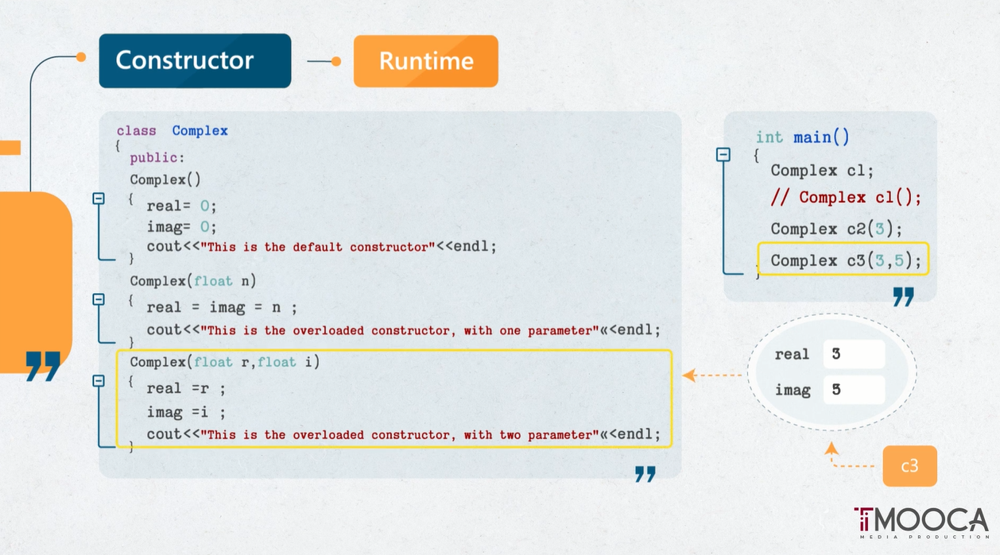 Constructor
Runtime
class Complex
{
public:
Complex()
{
real= 0;
imag= 0;
cout<<"This is the default constructor"<<endl;
}
Complex(float n)
{
real = imag = n ;
cout<<"This is the overloaded constructor, with one parameter"«<endl;
}
Complex(float r,float i)
{
real =r ;
imag =i ;
cout<<"This is the overloaded constructor, with two parameter"«<endl;
}
int main()
{
Complex c1;
// Complex c1();
Complex c2(3);
Complex c3(3,5);
}
real 3
imag 5
c3
TiMOOCA
MEDIA PRODUCTION